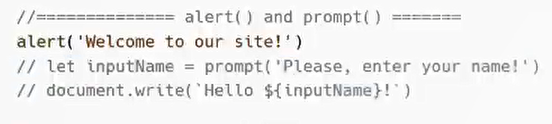 //============== alert() and prompt() =======
alert('Welcome to our site!')
// let inputName = prompt('Please, enter your name!')
// document.write(`Hello ${inputName}!`)